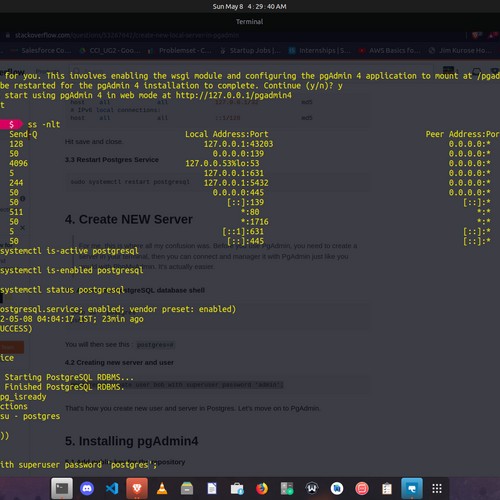 Sun May 8 4:29:40 AM
Terminal
stackoverflow.com
Salesforce Co...
CCI_UG2 - Goo...
Problemset - C...
Startup Jobs |...
Internships | S...
AWS Basics fo...
Jim Kurose Ho...
for you. This involves enabling the wsgi module and configuring the pgAdmin 4 application to mount at /pgad
be restarted for the pgAdmin 4 installation to complete. Continue (y/n)? y
start using pgAdmin 4 in web mode at http://127.0.0.1/pgadmin4
t
# IPv6 local connections:
$ ss -nlt
Send-Q Local Address:Port Peer Address:Port
128 127.0.0.1:43203 0.0.0.0:*
Hit save and close.
50 0.0.0.0:139 0.0.0.0:*
4096 127.0.0.53%lo:53 0.0.0.0:*
3.3 Restart Postgres Service
5 127.0.0.1:631 0.0.0.0:*
244 127.0.0.1:5432 0.0.0.0:*
sudo systemctl restart postgresql
50 0.0.0.0:445 0.0.0.0:*
50 [::]:139 [::]:*
511 *:80 *:*
4. Create NEW Server
50 *:1716 *:*
5 [::1]:631 [::]:*
50 [::]:445 [::]:*
systemctl is-active postgresql
systemctl is-enabled postgresql
systemctl status postgresql
database shell
ostgresql.service; enabled; vendor preset: enabled)
2-05-08 04:04:17 IST; 23min ago
UCCESS)
You will then see this : postgres=#
ice
4.2 Creating new server and user
Starting PostgreSQL RDBMS...
Finished PostgreSQL RDBMS.
pg_isready
ctions
That's how you create new user and server in Postgres. Let's move on to PgAdmin.
su - postgres
))
5. Installing pgAdmin4
ith superuser password 'postgres';